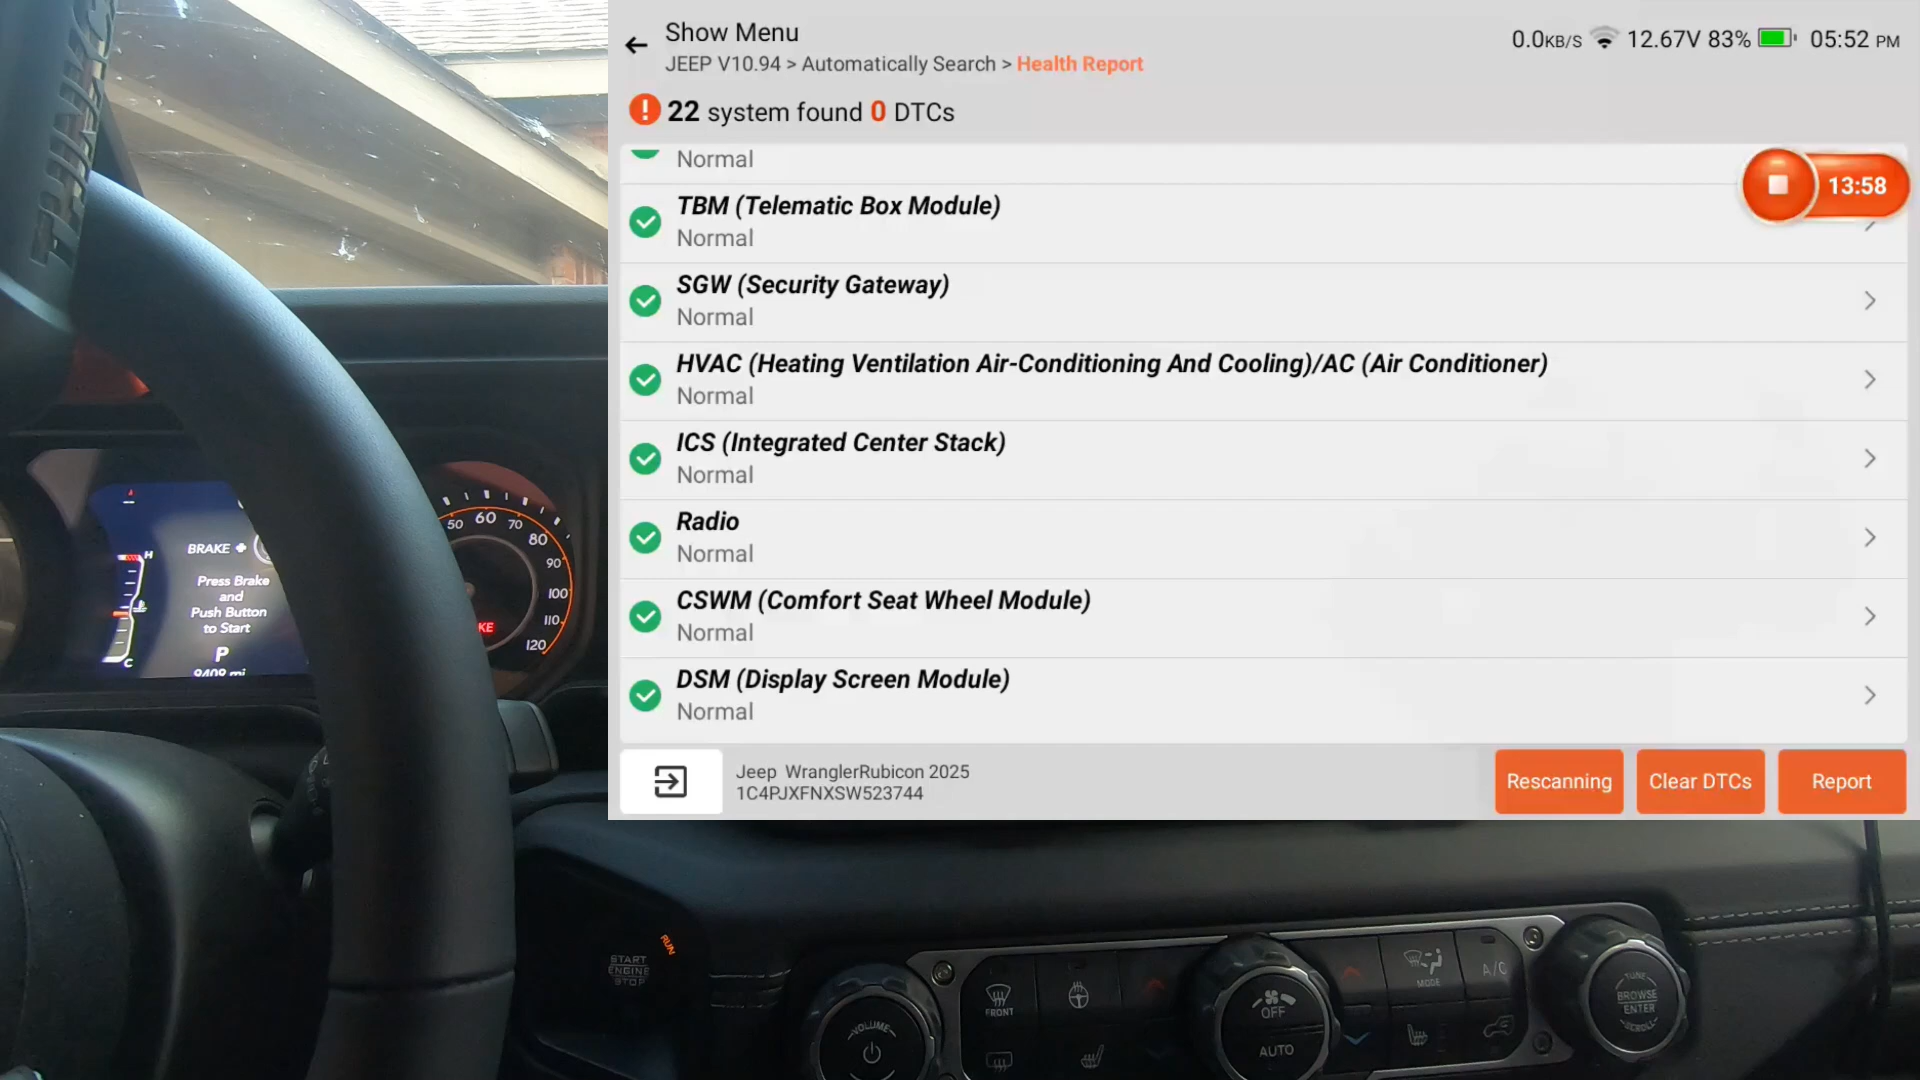 Show Menu
JEEP V10.94 > Automatically Search > Health Report
0.0KB/S 12.67V 83% 05:52 PM
22 system found 0 DTCs
13:58
Normal
TBM (Telematic Box Module)
Normal
SGW (Security Gateway)
Normal
HVAC (Heating Ventilation Air-Conditioning And Cooling)/AC (Air Conditioner)
Normal
ICS (Integrated Center Stack)
Normal
Radio
Normal
CSWM (Comfort Seat Wheel Module)
Normal
DSM (Display Screen Module)
Normal
Jeep WranglerRubicon 2025
1C4PJXFNXSW523744
Rescanning
Clear DTCs
Report
H
C
BRAKE +
Press Brake
and
Push Button
to Start
P
9409 mi
50 60 70 80 90 100 110 120
KE
START
ENGINE
STOP
RUN
VOLUME
FRONT
OFF
AUTO
MODE
A/C
TUNE
BROWSE
ENTER
SCROLL